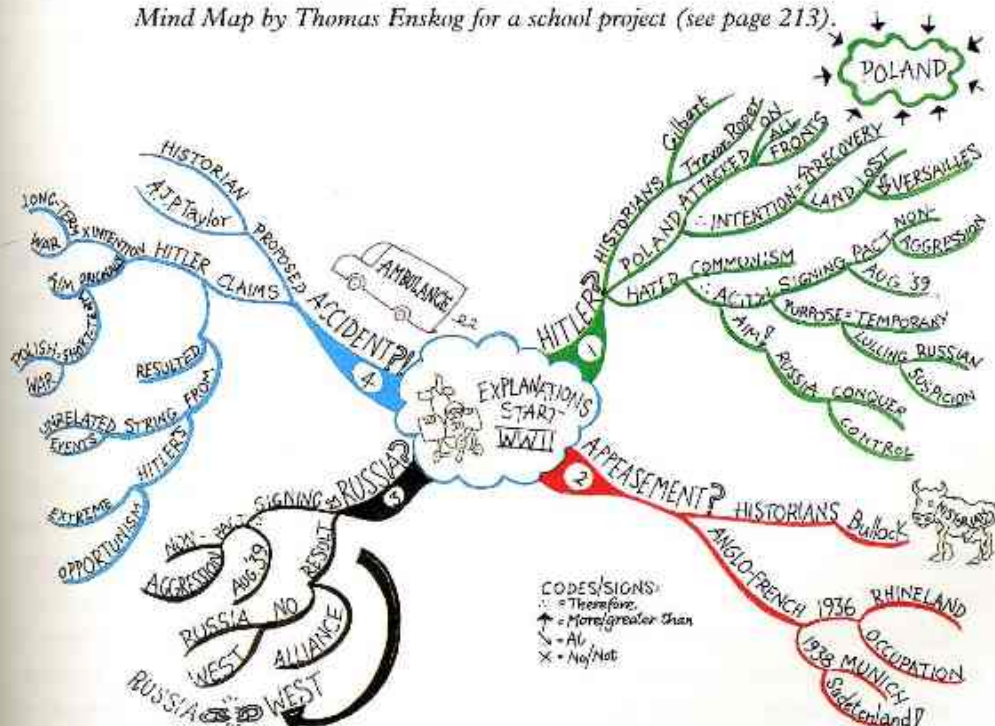 Mind Map by Thomas Enskog for a school project (see page 213).
POLAND
EXPLANATIONS
START
WWII
1
HITLER?
HISTORIANS
Gilbert
Trevor Roper
POLAND ATTACKED
ON
ALL
FRONTS
∴ INTENTION=
RECOVERY
LAND LOST
VERSAILLES
HATED COMMUNISM
SIGNING PACT
NON-
AGGRESSION
AUG '39
PURPOSE=TEMPORARY
LULLING RUSSIAN
SUSPICION
AIM?
RUSSIA CONQUER
CONTROL
2
APPEASEMENT?
HISTORIANS
Bullock
ANGLO-FRENCH
1936
RHINELAND
OCCUPATION
1938 MUNICH
Sudetenland?
3
RUSSIA?
SIGNING
NON-
AGGRESSION
AUG '39
RESULT
NO
ALLIANCE
RUSSIA
WEST
RUSSIA
WEST
4
ACCIDENT?!
AMBULANCE
PROPOSED
HISTORIAN
A.J.P Taylor
HITLER CLAIMS
INTENTION
LONG-TERM
WAR
AIM
SHORT-TERM
POLISH
WAR
RESULTED
FROM
STRING
UNRELATED
EVENTS
HITLER'S
EXTREME
OPPORTUNISM
CODES/SIGNS:
∴ = Therefore
↑ = More/greater than
X = No/Not